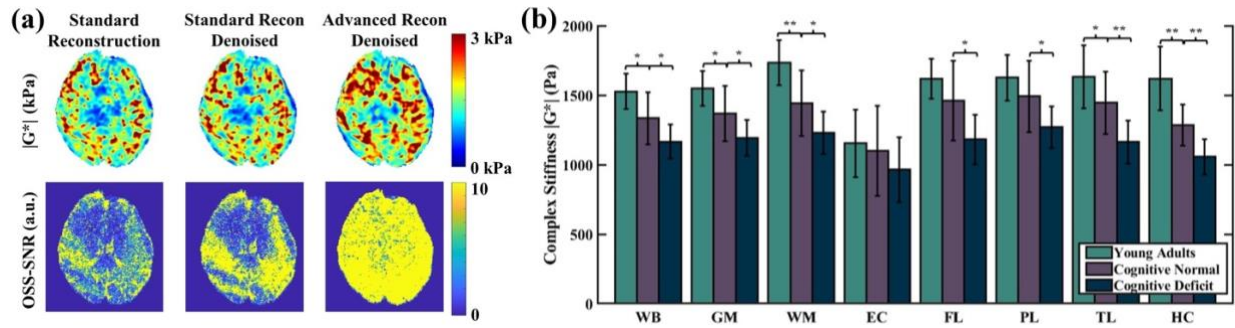 (a)
Standard
Reconstruction
Standard Recon
Denoised
Advanced Recon
Denoised
|G*| (kPa)
3 kPa
0 kPa
OSS-SNR (a.u.)
10
0
(b)
Complex Stiffness |G*| (Pa)
2000
1500
1000
500
0
* *
* *
** *
*
*
* **
** **
WB GM WM EC FL PL TL HC
Young Adults
Cognitive Normal
Cognitive Deficit